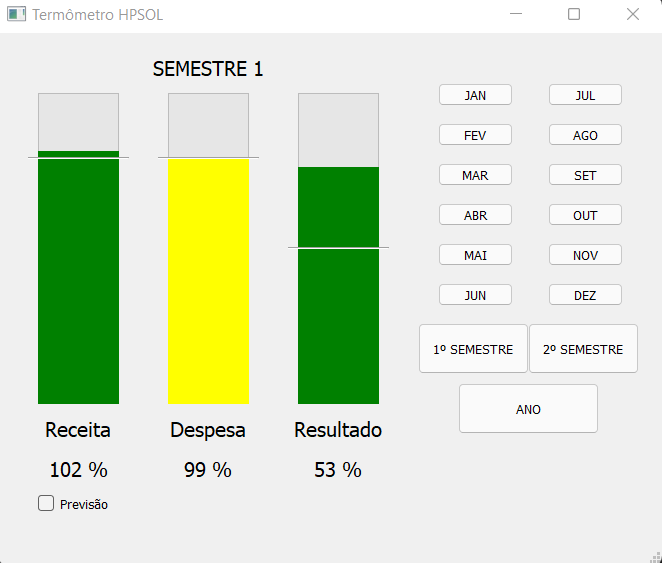 Termômetro HPSOL
SEMESTRE 1
JAN
JUL
FEV
AGO
MAR
SET
ABR
OUT
MAI
NOV
JUN
DEZ
1º SEMESTRE
2º SEMESTRE
ANO
Receita
Despesa
Resultado
102 %
99 %
53 %
Previsão